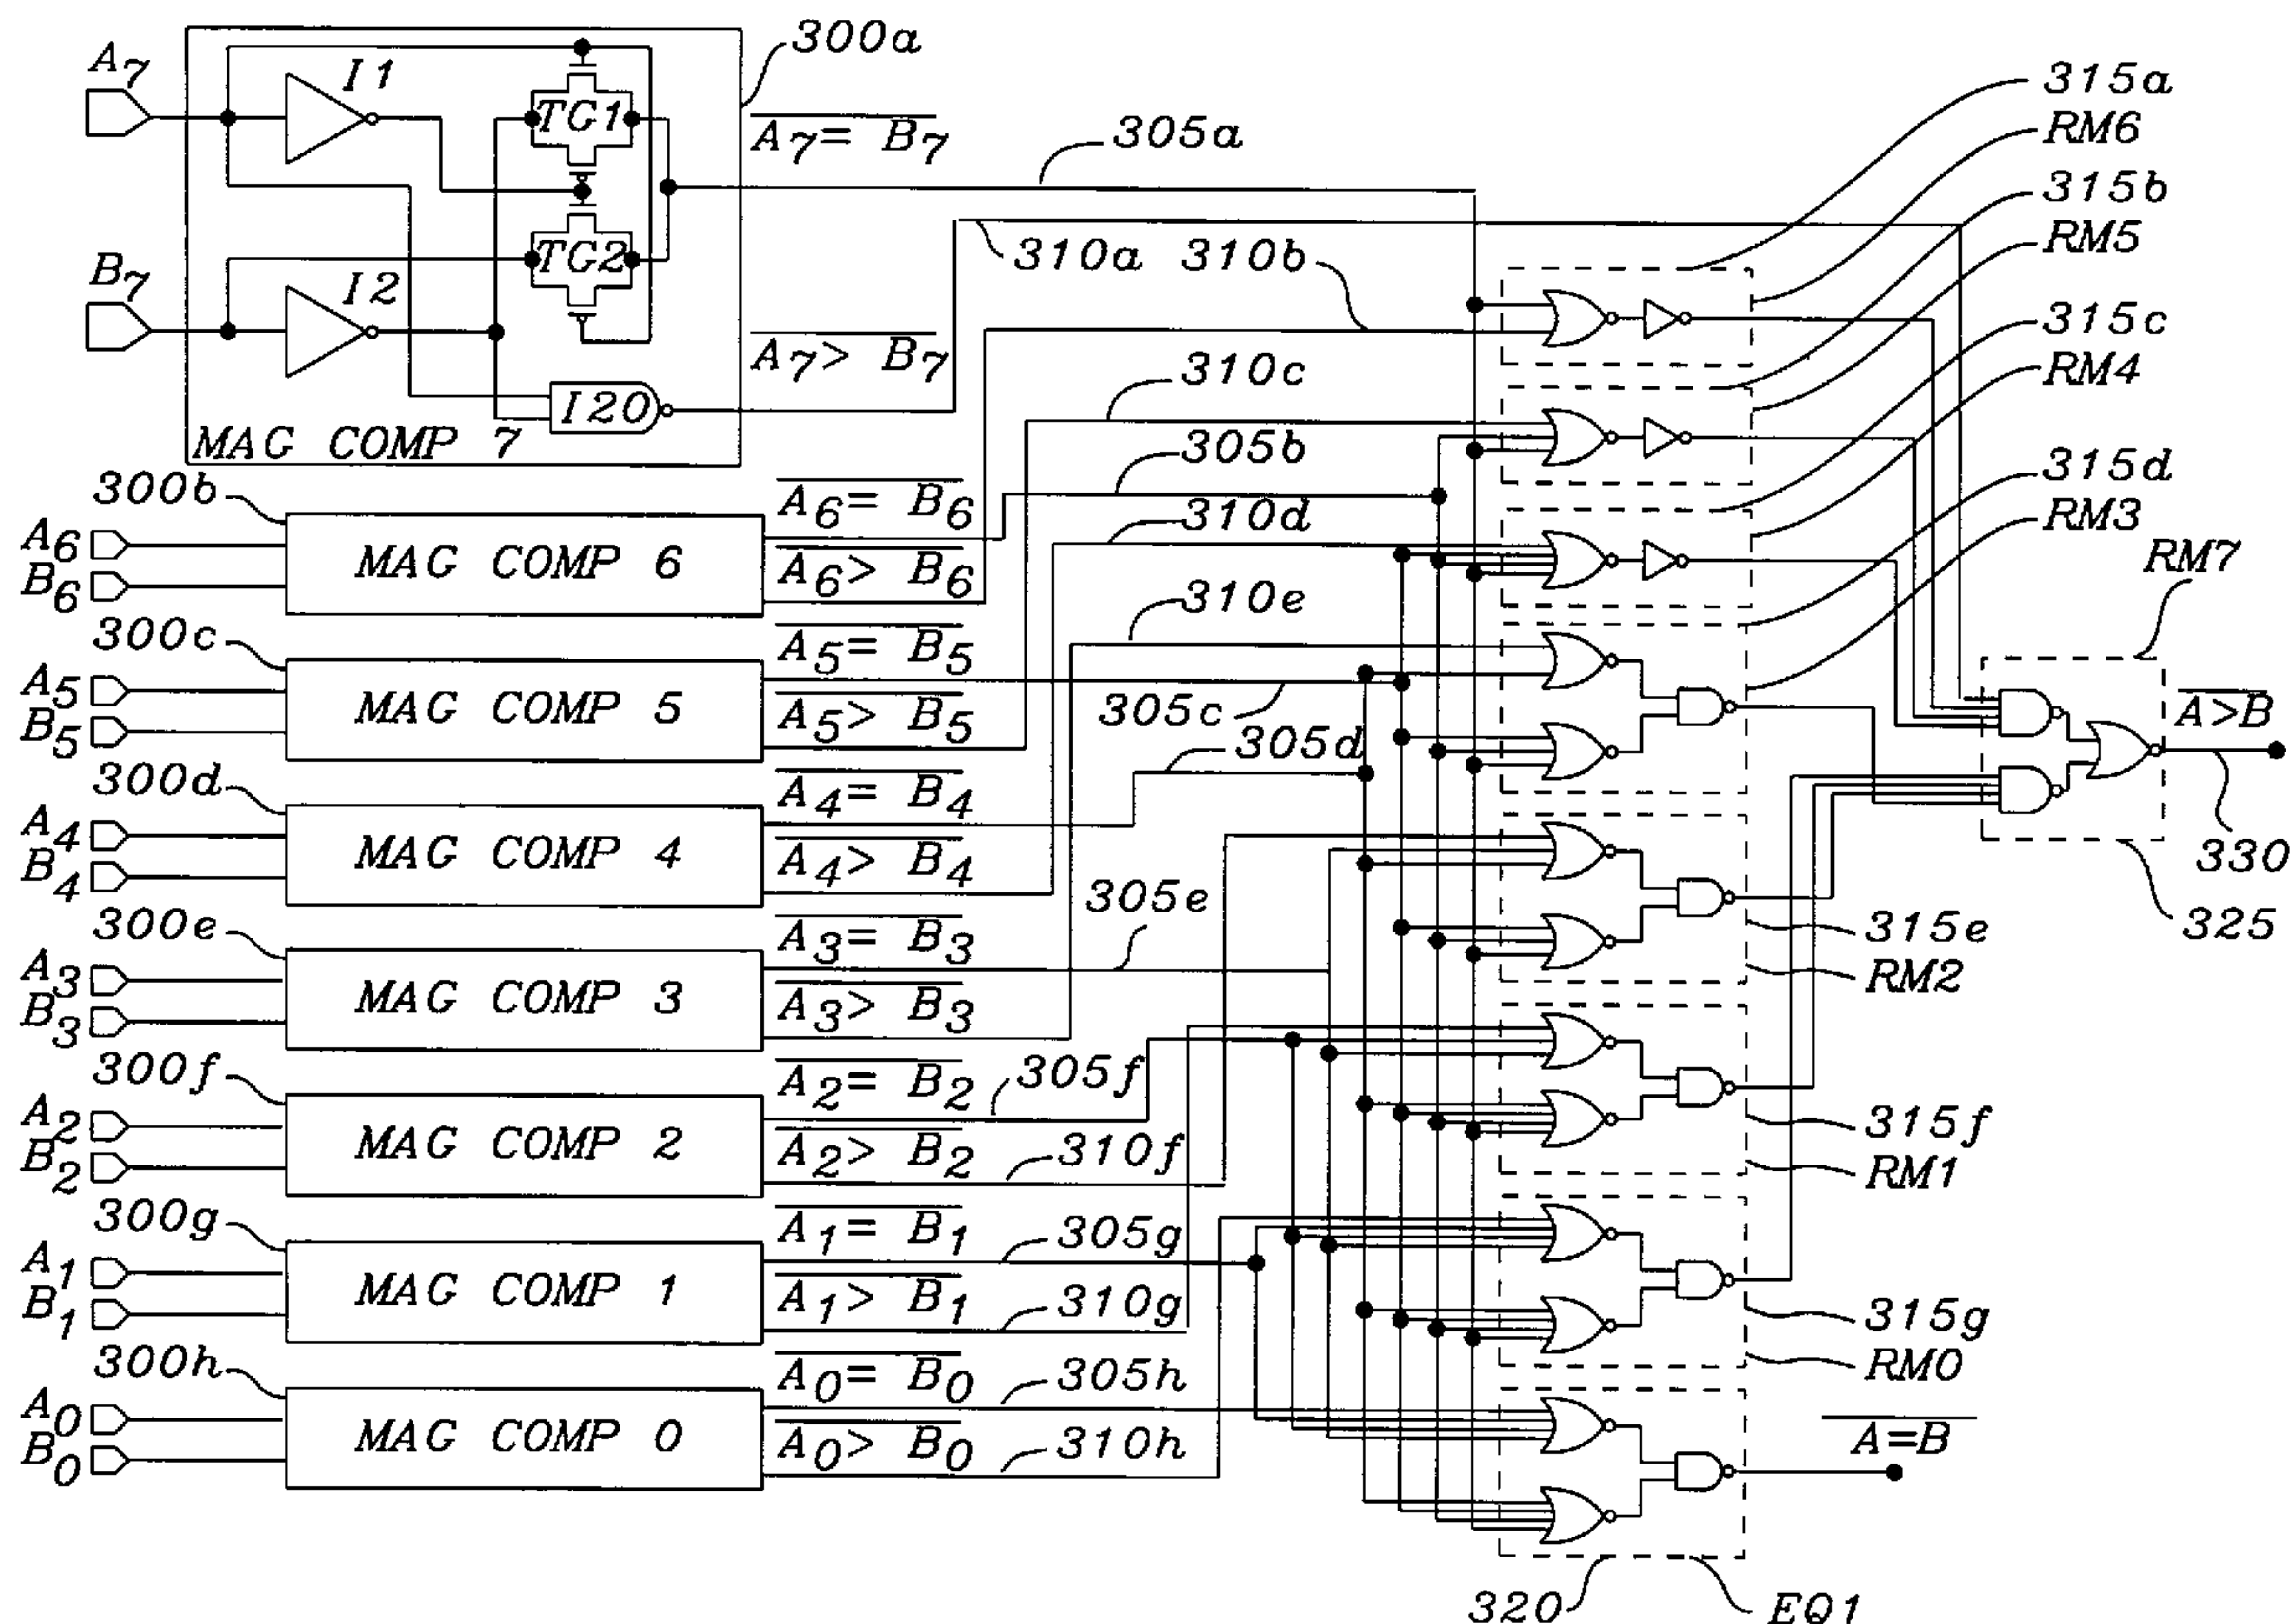 300a
A7
I1
TG1
A7= B7
305a
315a
RM6
315b
RM5
B7
I2
TG2
310a
310b
A7> B7
315c
RM4
I20
MAG COMP 7
310c
305b
315d
RM3
300b
A6
B6
MAG COMP 6
A6= B6
A6> B6
310d
310e
RM7
300c
A5
B5
MAG COMP 5
A5= B5
A5> B5
305c
305d
A>B
330
300d
A4
B4
MAG COMP 4
A4= B4
A4> B4
305e
325
315e
RM2
300e
A3
B3
MAG COMP 3
A3= B3
A3> B3
300f
A2
B2
MAG COMP 2
A2= B2
A2> B2
305f
310f
315f
RM1
300g
A1
B1
MAG COMP 1
A1= B1
A1> B1
305g
310g
315g
RM0
300h
A0
B0
MAG COMP 0
A0= B0
A0> B0
305h
310h
A=B
320
EQ1